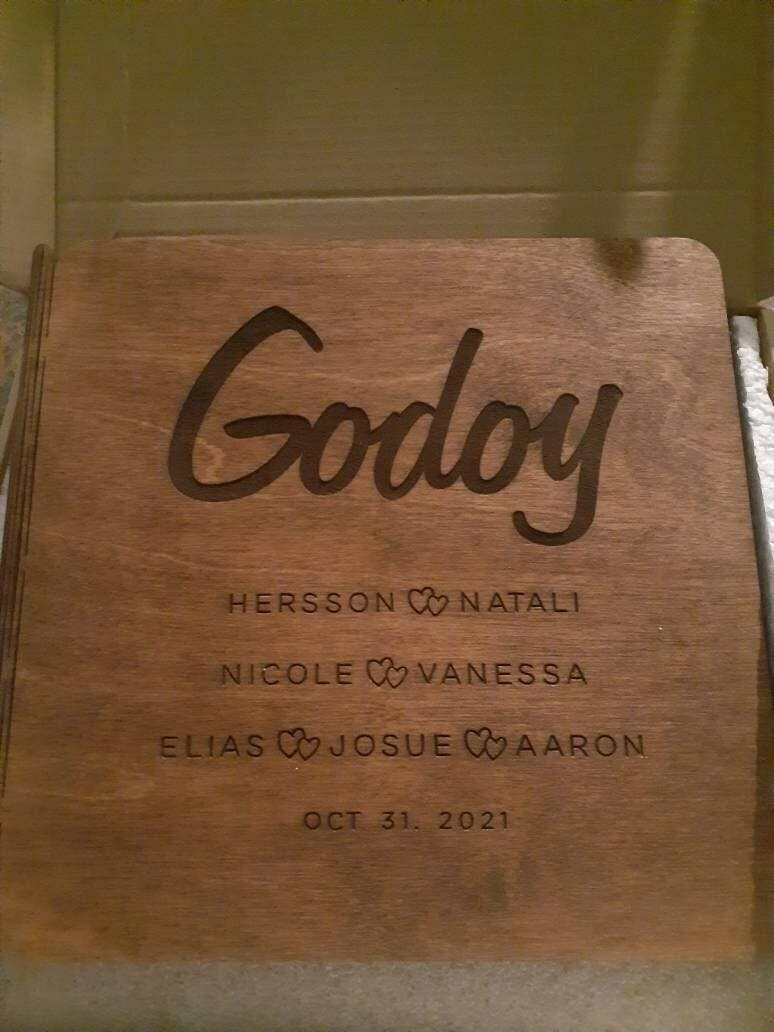 Godoy
HERSSON NATALI
NICOLE VANESSA
ELIAS JOSUE AARON
OCT 31. 2021